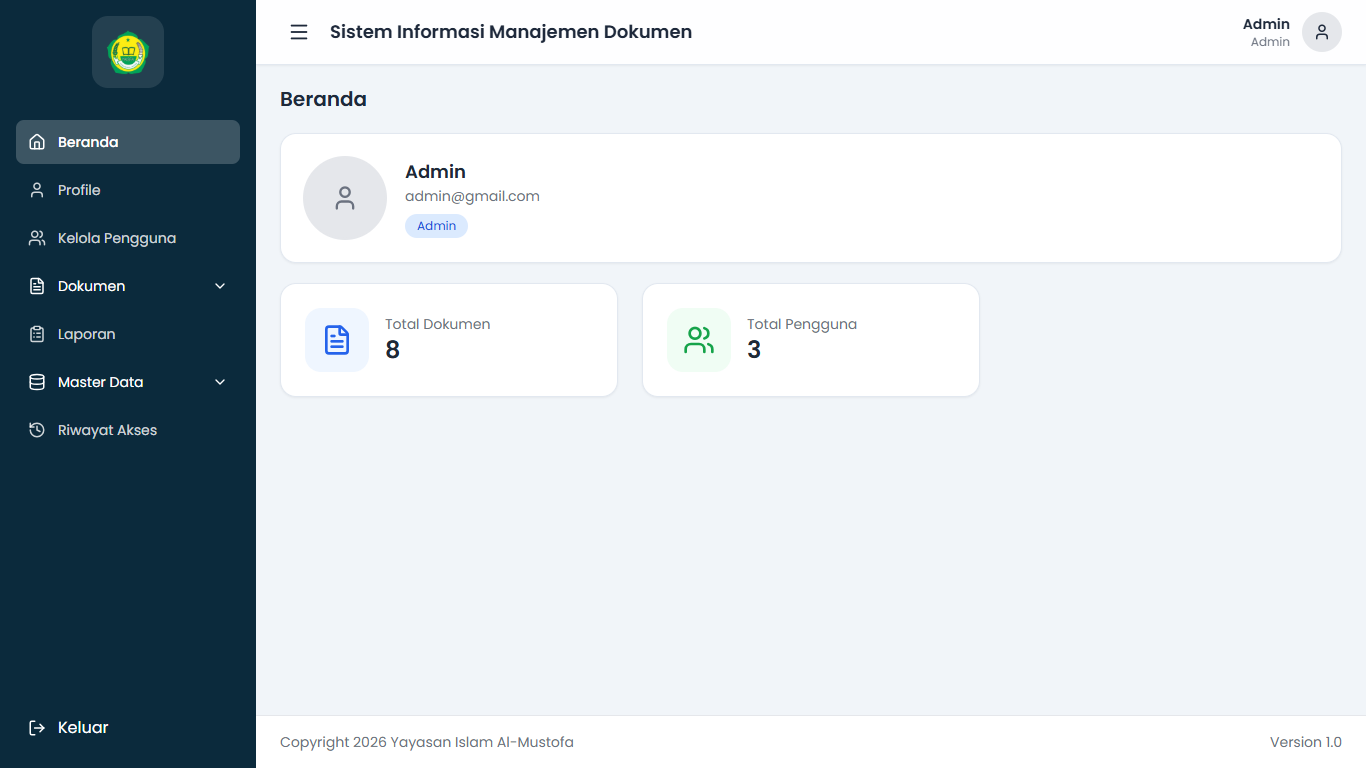 Sistem Informasi Manajemen Dokumen
Admin
Admin
Beranda
Profile
Kelola Pengguna
Dokumen
Laporan
Master Data
Riwayat Akses
Keluar
Beranda
Admin
admin@gmail.com
Admin
Total Dokumen
8
Total Pengguna
3
Copyright 2026 Yayasan Islam Al-Mustofa
Version 1.0